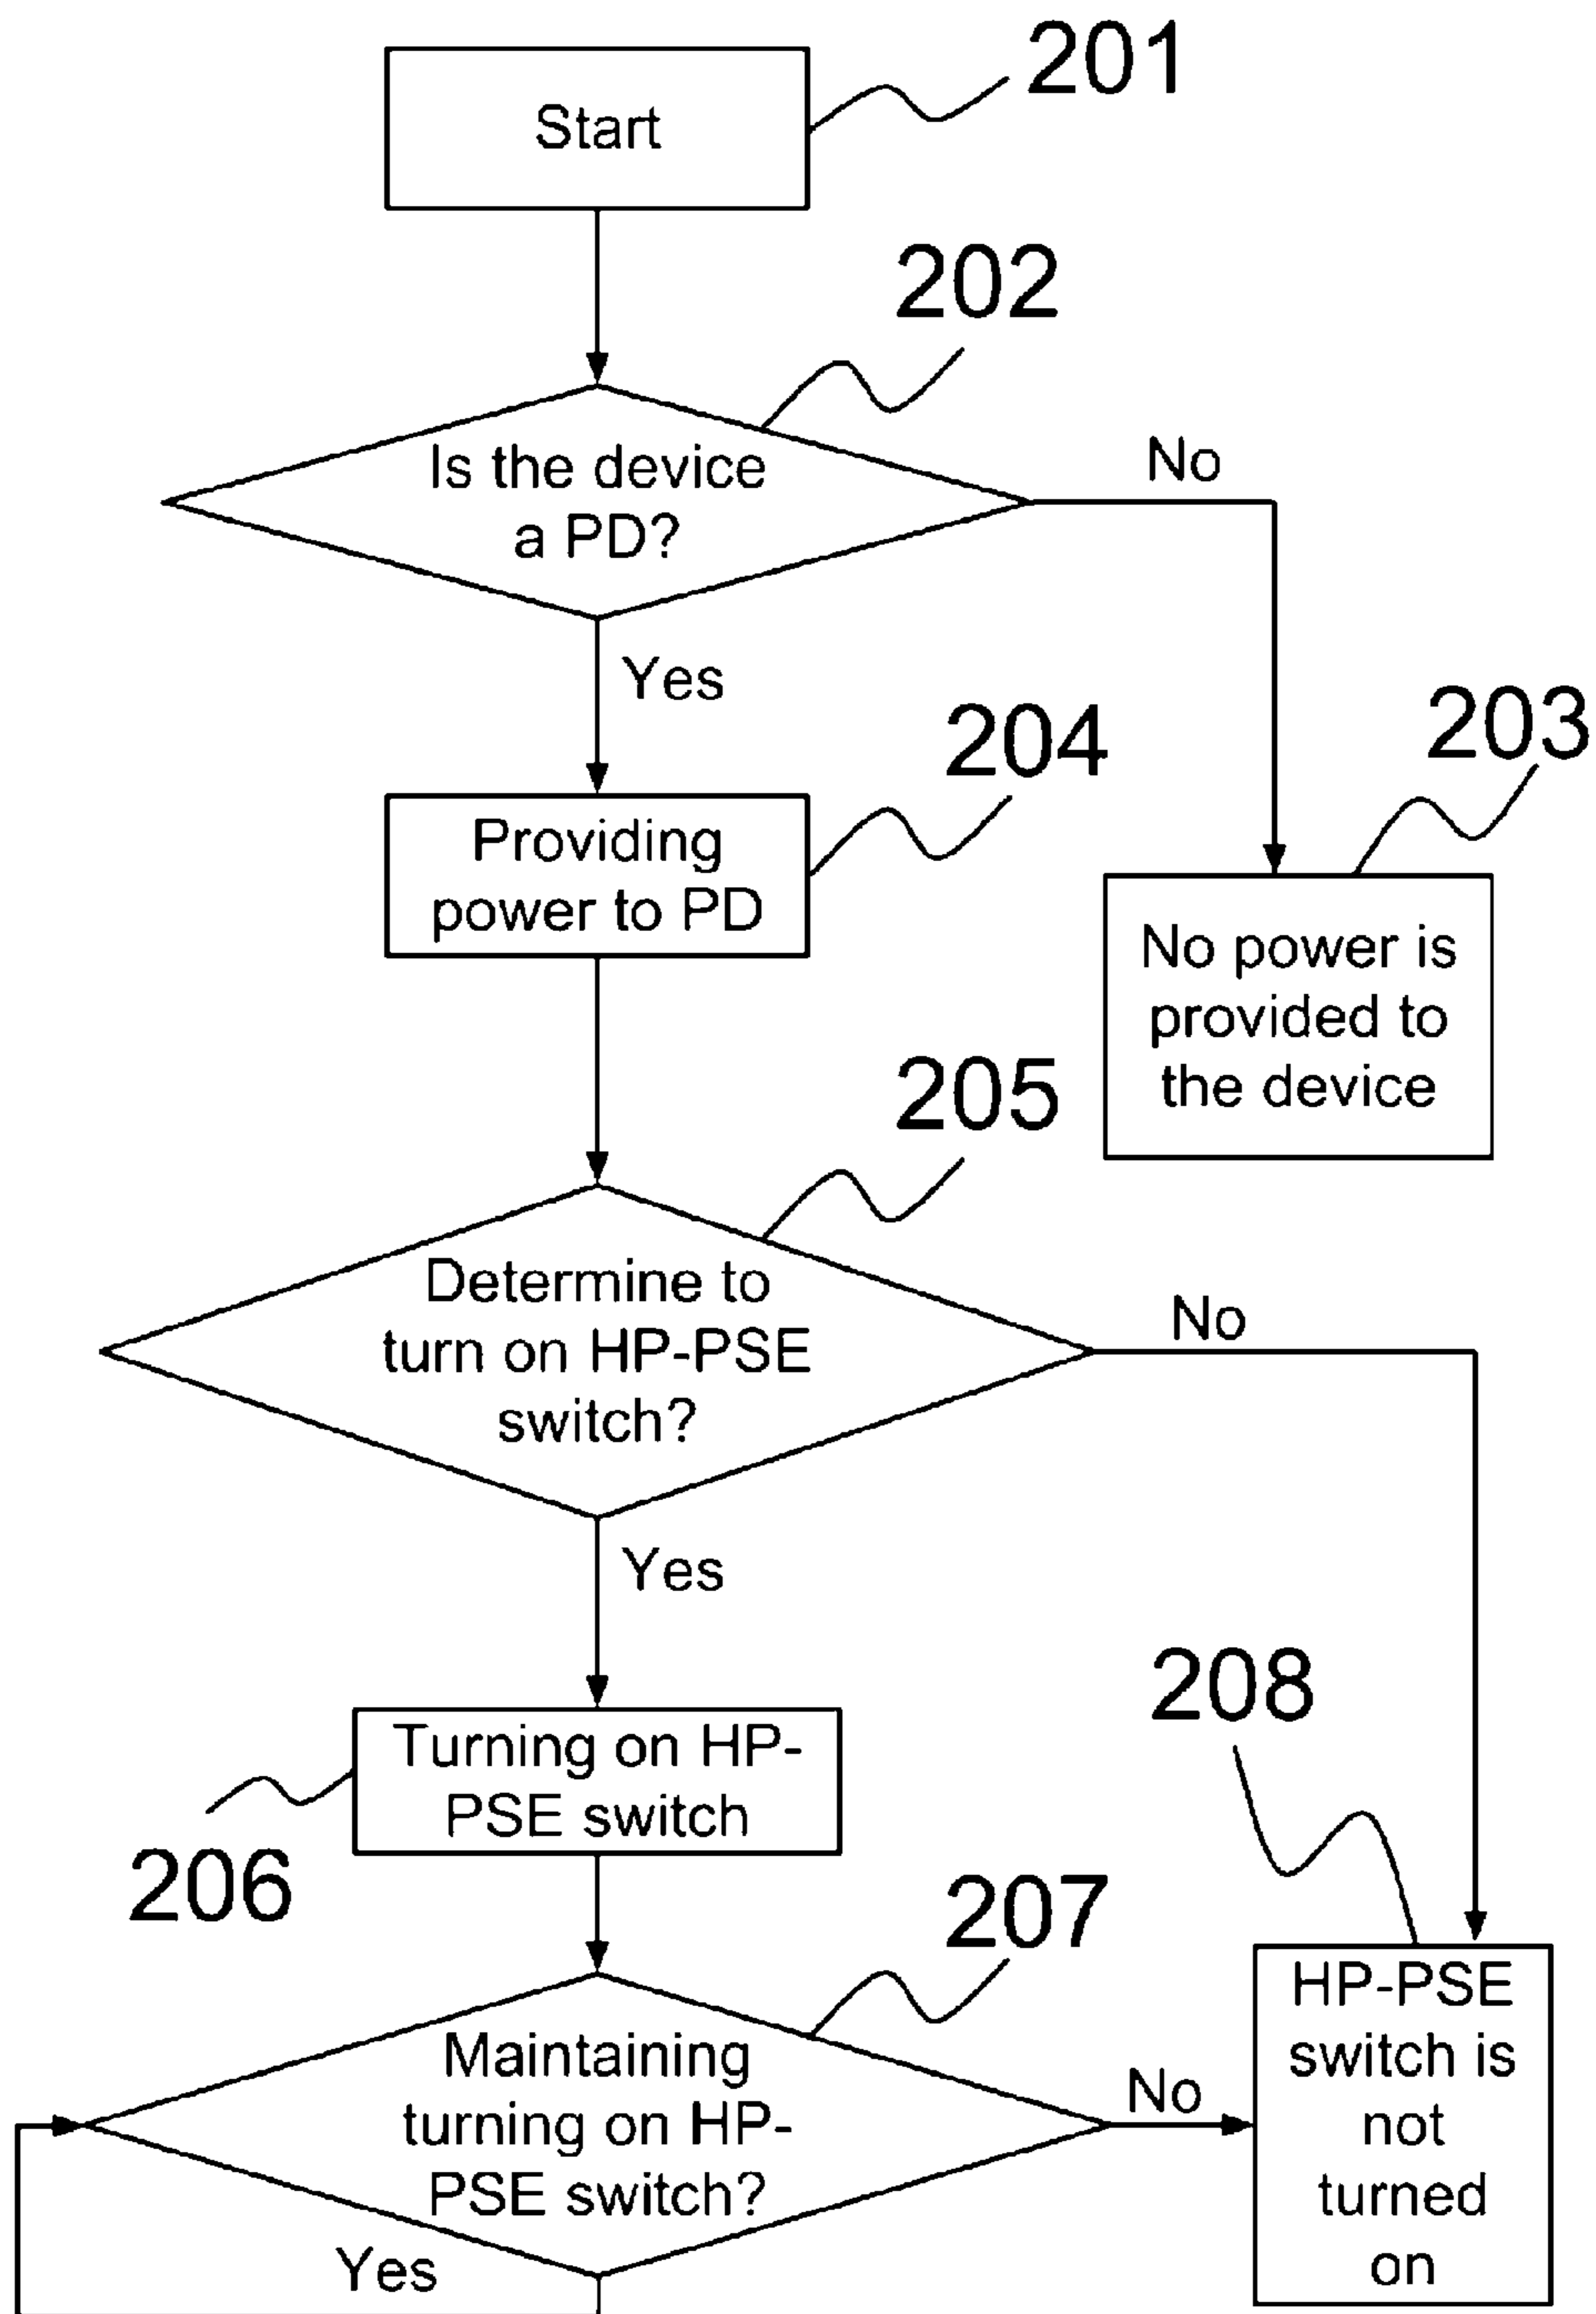 201
Start
202
Is the device
a PD?
No
Yes
204
203
Providing
power to PD
No power is
provided to
the device
205
Determine to
turn on HP-PSE
switch?
No
Yes
208
Turning on HP-
PSE switch
206
207
HP-PSE
switch is
not
turned
on
Maintaining
turning on HP-
PSE switch?
No
Yes